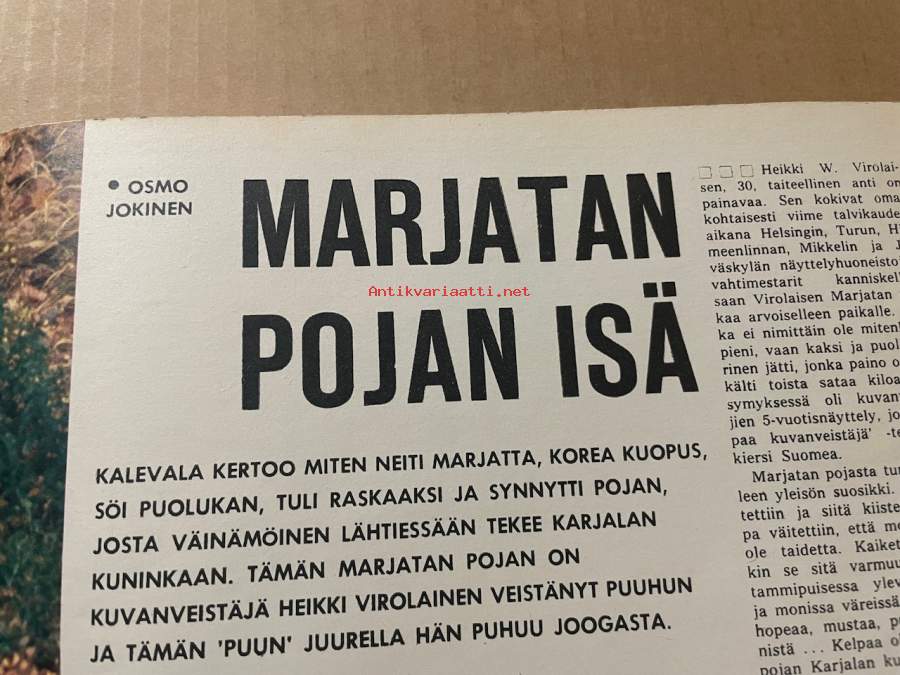 • OSMO
JOKINEN
MARJATAN
POJAN ISÄ
Antikvariaatti.net
KALEVALA KERTOO MITEN NEITI MARJATTA, KOREA KUOPUS,
SÖI PUOLUKAN, TULI RASKAAKSI JA SYNNYTTI POJAN,
JOSTA VÄINÄMÖINEN LÄHTIESSÄÄN TEKEE KARJALAN
KUNINKAAN. TÄMÄN MARJATAN POJAN ON
KUVANVEISTÄJÄ HEIKKI VIROLAINEN VEISTÄNYT PUUHUN
JA TÄMÄN 'PUUN' JUURELLA HÄN PUHUU JOOGASTA.
□ □ □ Heikki W. Virolai-
sen, 30, taiteellinen anti on
painavaa. Sen kokivat oma
kohtaisesti viime talvikaude
aikana Helsingin, Turun, H
meenlinnan, Mikkelin ja J
väskylän näyttelyhuoneisto
vahtimestarit kanniskell
saan Virolaisen Marjatan
kaa arvoiselleen paikalle.
ka ei nimittäin ole miten
pieni, vaan kaksi ja puol
rinen jätti, jonka paino o
kälti toista sataa kiloa
symyksessä oli kuvan
jien 5-vuotisnäyttely, jo
paa kuvanveistäjä' -te
kiersi Suomea.
Marjatan pojasta tu
leen yleisön suosikki.
tettiin ja siitä kiiste
pa väitettiin, että me
ole taidetta. Kaiket
kin se sitä varmuu
tammipuisessa ylev
ja monissa väreissä
hopeaa, mustaa, p
nistä ... Kelpaa o
pojan Karjalan ku